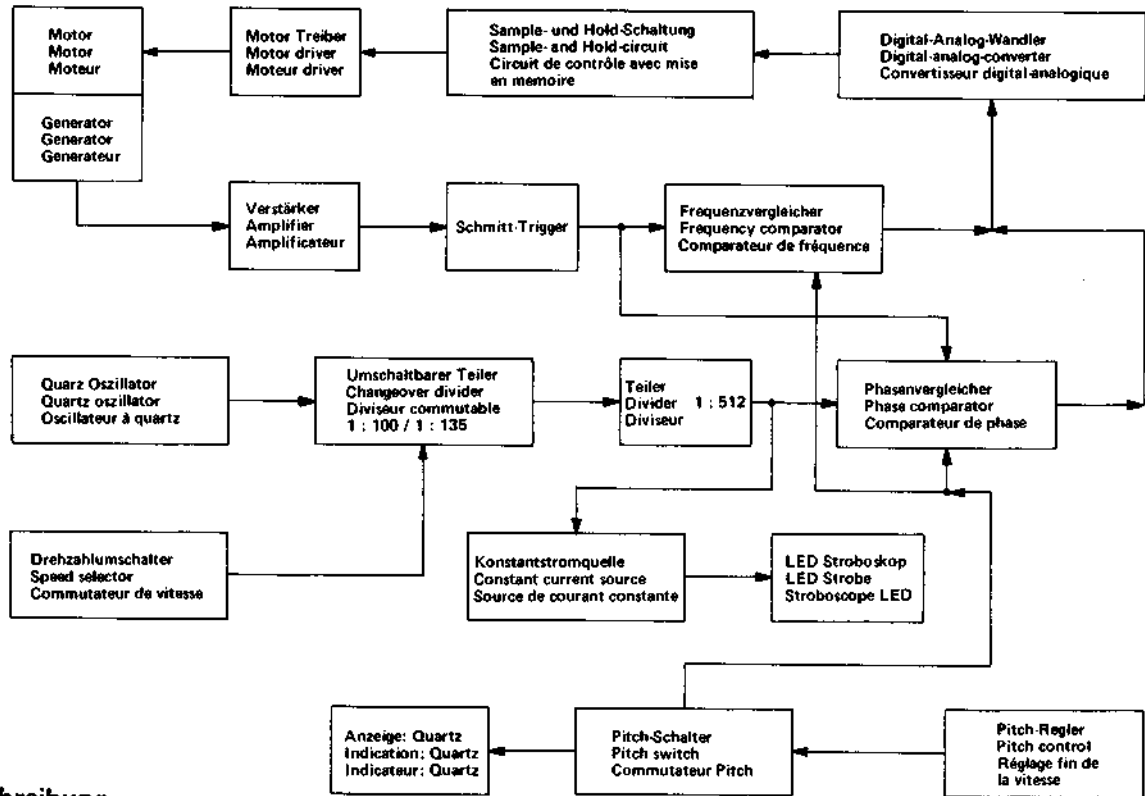 Motor
Motor
Moteur
Motor Treiber
Motor driver
Moteur driver
Sample- und Hold-Schaltung
Sample- and Hold-circuit
Circuit de contrôle avec mise
en memoire
Digital-Analog-Wandler
Digital-analog-converter
Convertisseur digital-analogique
Generator
Generator
Generateur
Verstärker
Amplifier
Amplificateur
Schmitt-Trigger
Frequenzvergleicher
Frequency comparator
Comparateur de fréquence
Quarz Oszillator
Quartz oszillator
Oscillateur à quartz
Umschaltbarer Teiler
Changeover divider
Diviseur commutable
1 : 100 / 1 : 135
Teiler
Divider 1 : 512
Diviseur
Phasenvergleicher
Phase comparator
Comparateur de phase
Drehzahlumschalter
Speed selector
Commutateur de vitesse
Konstantstromquelle
Constant current source
Source de courant constante
LED Stroboskop
LED Strobe
Stroboscope LED
Anzeige: Quartz
Indication: Quartz
Indicateur: Quartz
Pitch-Schalter
Pitch switch
Commutateur Pitch
Pitch-Regler
Pitch control
Réglage fin de
la vitesse